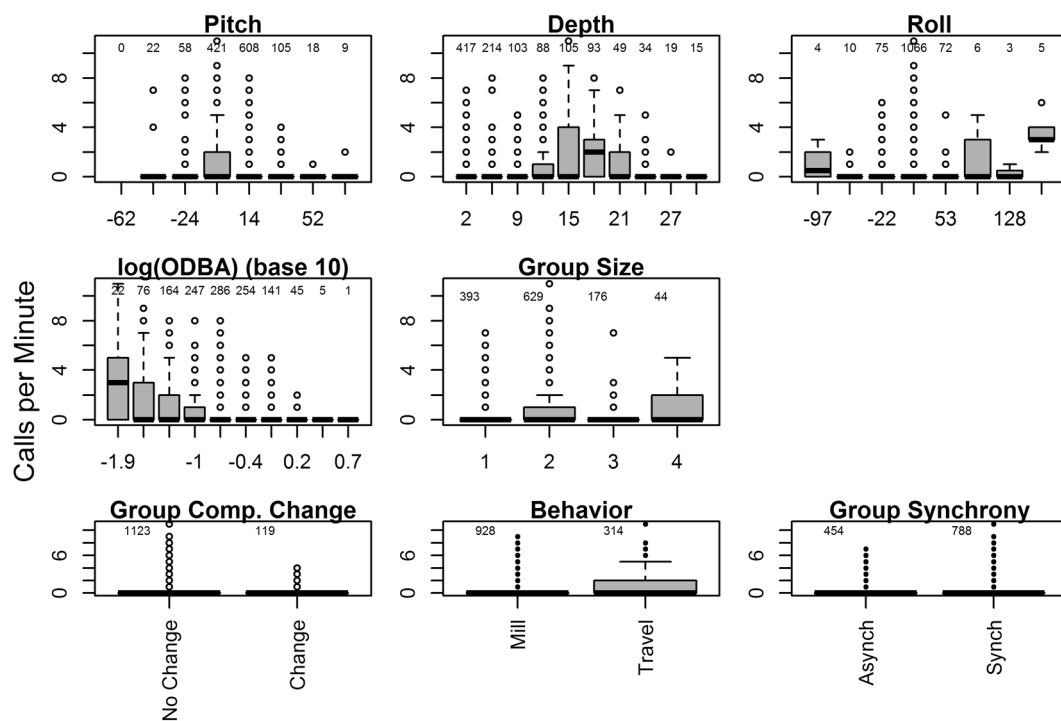 Pitch
0 22 58 421 608 105 18 9
0 4 8
-62 -24 14 52
Depth
417 214 103 88 105 93 49 34 19 15
0 4 8
2 9 15 21 27
Roll
4 10 75 1066 72 6 3 5
0 4 8
-97 -22 53 128
Calls per Minute
log(ODBA) (base 10)
22 76 164 247 286 254 141 45 5 1
0 4 8
-1.9 -1 -0.4 0.2 0.7
Group Size
393 629 176 44
0 4 8
1 2 3 4
Group Comp. Change
1123 119
0 6
No Change
Change
Behavior
928 314
0 6
Mill
Travel
Group Synchrony
454 788
0 6
Asynch
Synch